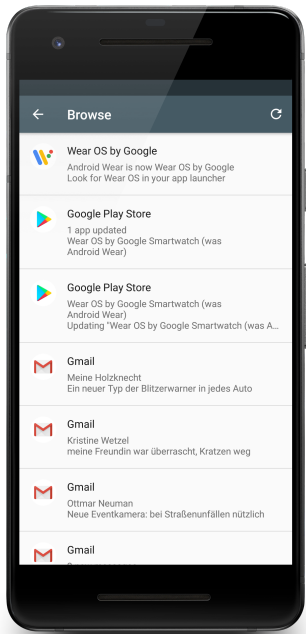 Browse
Wear OS by Google
Android Wear is now Wear OS by Google
Look for Wear OS in your app launcher
Google Play Store
1 app updated
Wear OS by Google Smartwatch (was
Android Wear)
Google Play Store
Wear OS by Google Smartwatch (was
Android Wear)
Updating "Wear OS by Google Smartwatch (was A...
Gmail
Meine Holzknecht
Ein neuer Typ der Blitzerwarner in jedes Auto
Gmail
Kristine Wetzel
meine Freundin war überrascht, Kratzen weg
Gmail
Ottmar Neuman
Neue Eventkamera: bei Straßenunfällen nützlich
Gmail